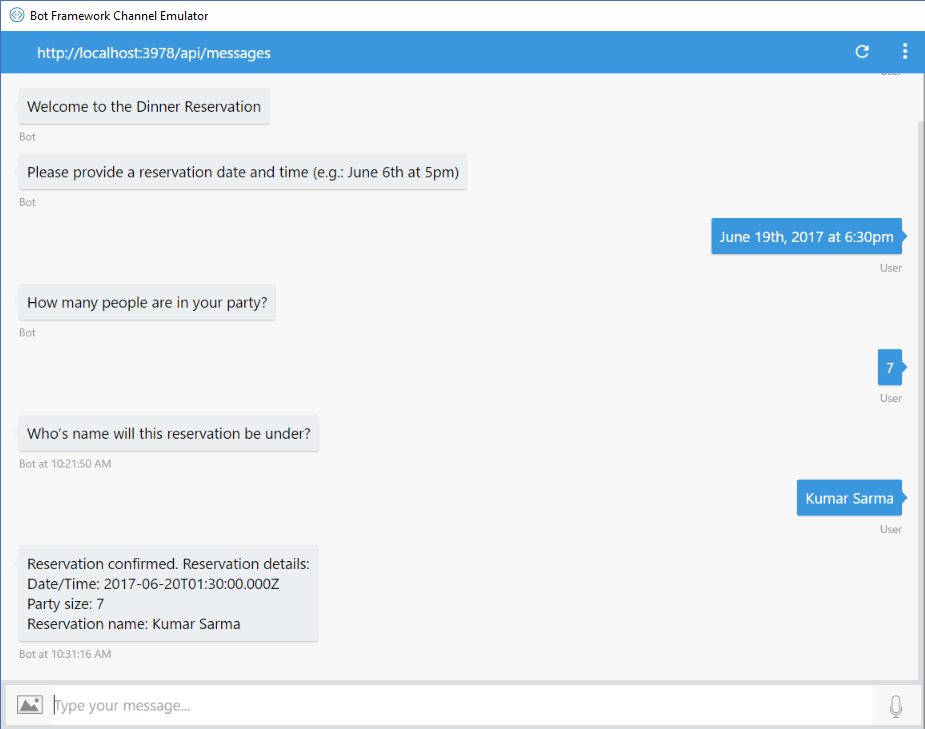 Bot Framework Channel Emulator
http://localhost:3978/api/messages
User
Welcome to the Dinner Reservation
Bot
Please provide a reservation date and time (e.g.: June 6th at 5pm)
Bot
June 19th, 2017 at 6:30pm
User
How many people are in your party?
Bot
7
User
Who's name will this reservation be under?
Bot at 10:21:50 AM
Kumar Sarma
User
Reservation confirmed. Reservation details:
Date/Time: 2017-06-20T01:30:00.000Z
Party size: 7
Reservation name: Kumar Sarma
Bot at 10:31:16 AM
Type your message...